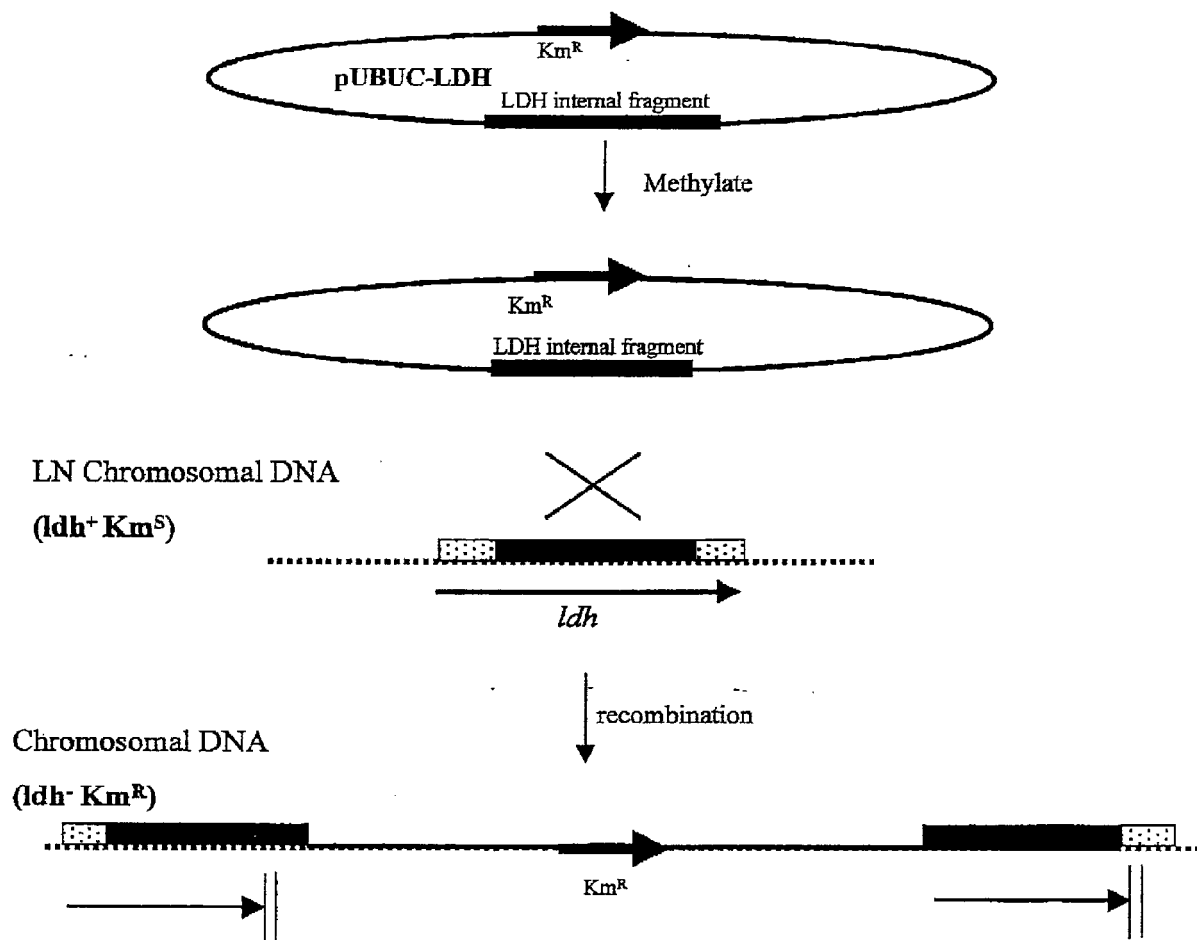 Kmᴿ
pUBUC-LDH
LDH internal fragment
Methylate
Kmᴿ
LDH internal fragment
LN Chromosomal DNA
(ldh⁺ Kmˢ)
ldh
recombination
Chromosomal DNA
(ldh⁻ Kmᴿ)
Kmᴿ